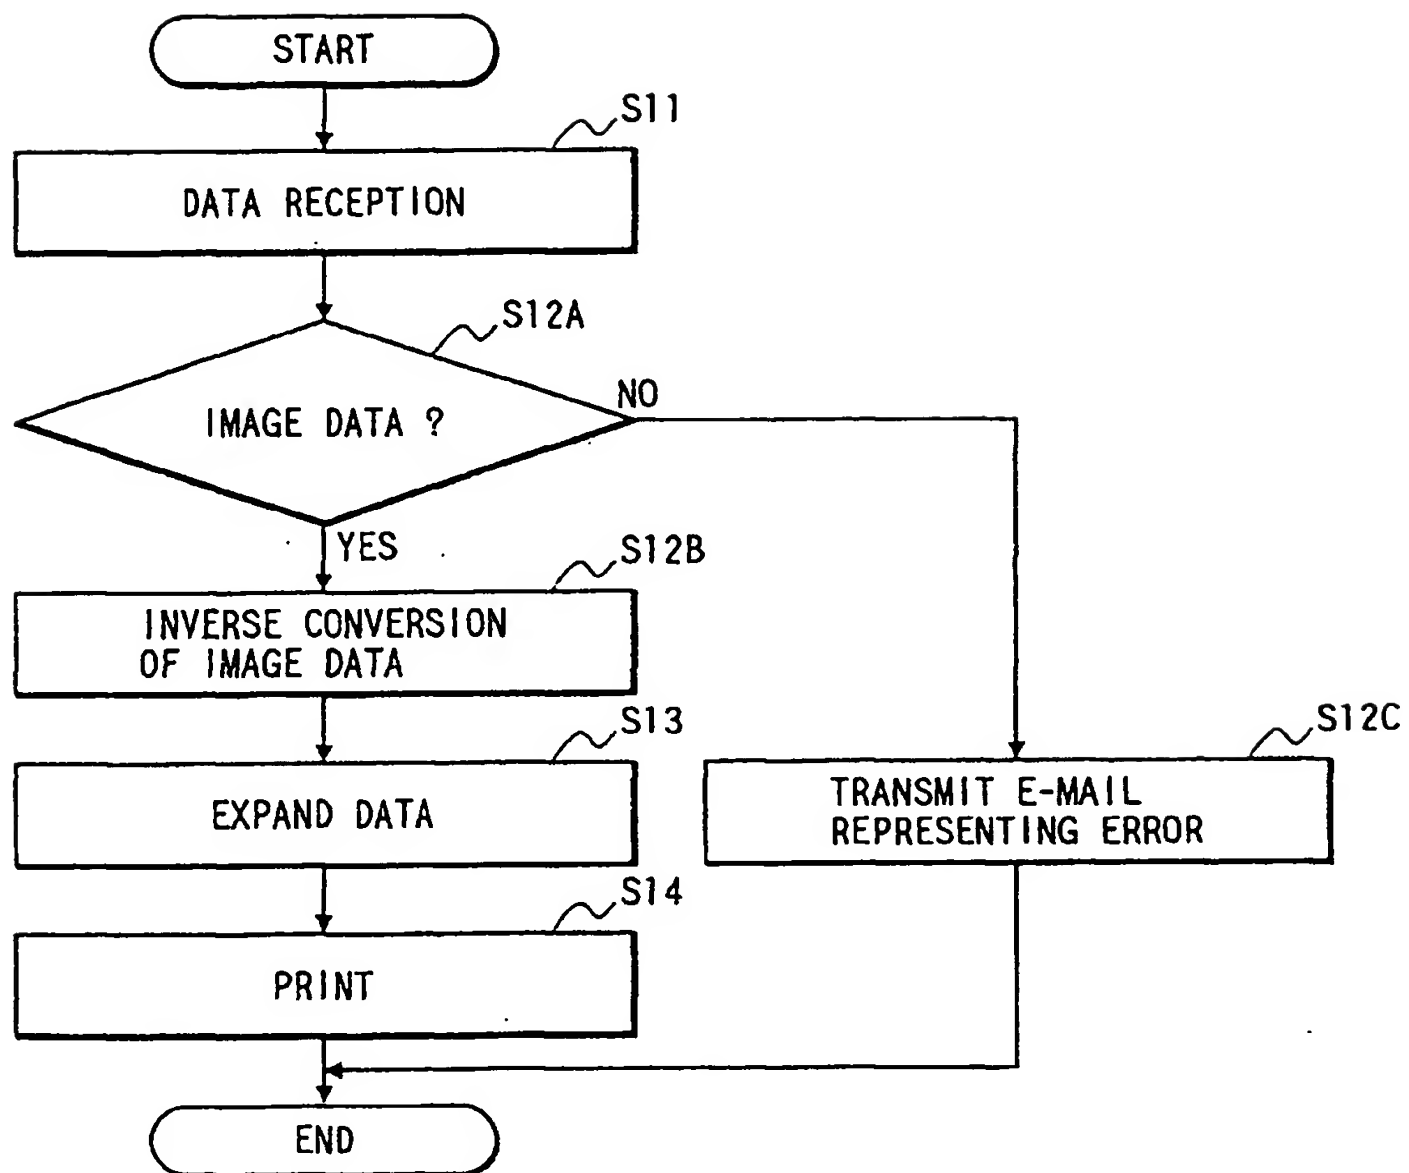 START
S11
DATA RECEPTION
S12A
IMAGE DATA ?
NO
YES
S12B
INVERSE CONVERSION
OF IMAGE DATA
S13
EXPAND DATA
S12C
TRANSMIT E-MAIL
REPRESENTING ERROR
S14
PRINT
END